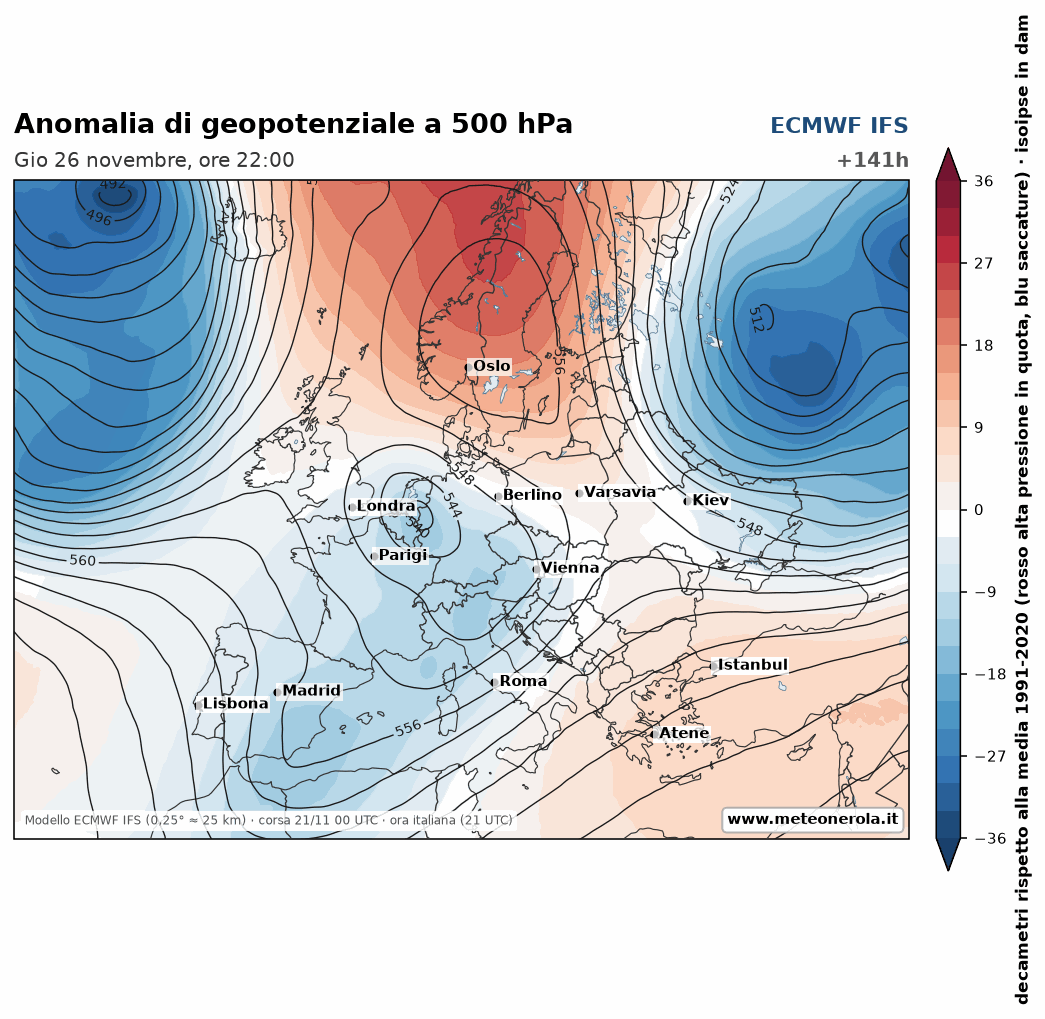 Anomalia di geopotenziale a 500 hPa
ECMWF IFS
Gio 26 novembre, ore 22:00
+141h
492
496
524
512
Oslo
556
548
544
540
Londra
Berlino
Varsavia
Kiev
548
560
Parigi
Vienna
Istanbul
Roma
Madrid
Lisbona
556
Atene
Modello ECMWF IFS (0,25° ≈ 25 km) · corsa 21/11 00 UTC · ora italiana (21 UTC)
www.meteonerola.it
36
27
18
9
0
−9
−18
−27
−36
decametri rispetto alla media 1991-2020 (rosso alta pressione in quota, blu saccature) · isoipse in dam